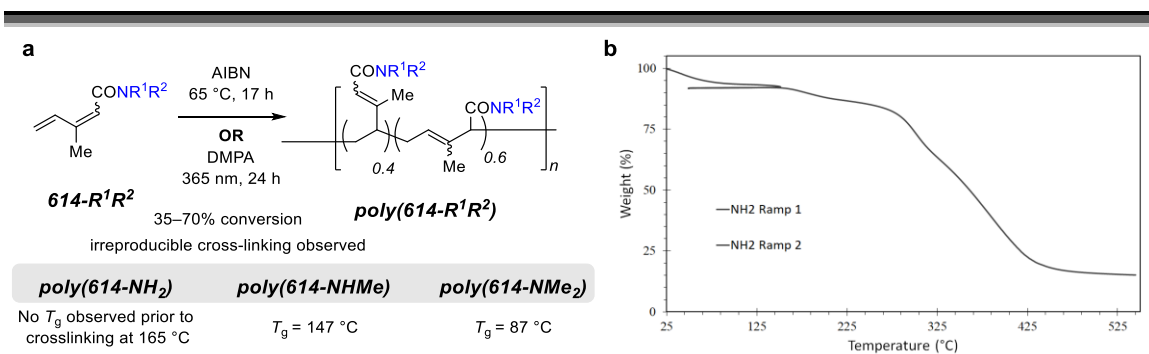 a
CONR¹R²
Me
614-R¹R²
AIBN
65 °C, 17 h
OR
DMPA
365 nm, 24 h
35–70% conversion
irreproducible cross-linking observed
CONR¹R²
Me
CONR¹R²
Me
0.4
0.6
n
poly(614-R¹R²)
poly(614-NH₂) poly(614-NHMe) poly(614-NMe₂)
No Tg observed prior to
crosslinking at 165 °C
Tg = 147 °C
Tg = 87 °C
b
Weight (%)
100
75
50
25
0
NH2 Ramp 1
NH2 Ramp 2
25 125 225 325 425 525
Temperature (°C)